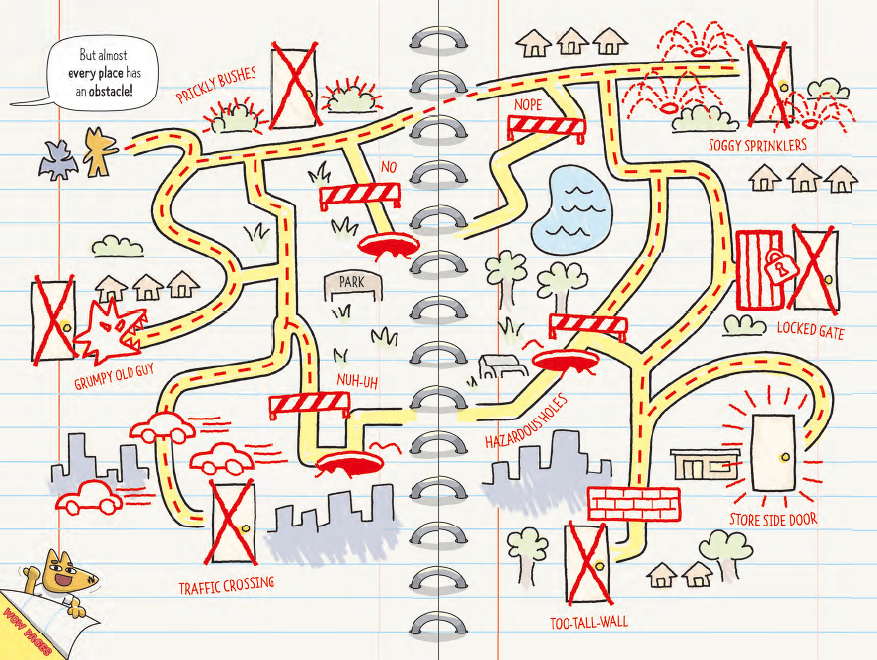 But almost
every place has
an obstacle!
PRICKLY BUSHES
NO
NOPE
SOGGY SPRINKLERS
PARK
GRUMPY OLD GUY
LOCKED GATE
NUH-UH
HAZARDOUS HOLES
STORE SIDE DOOR
TRAFFIC CROSSING
TOO-TALL-WALL
WOW PAGES